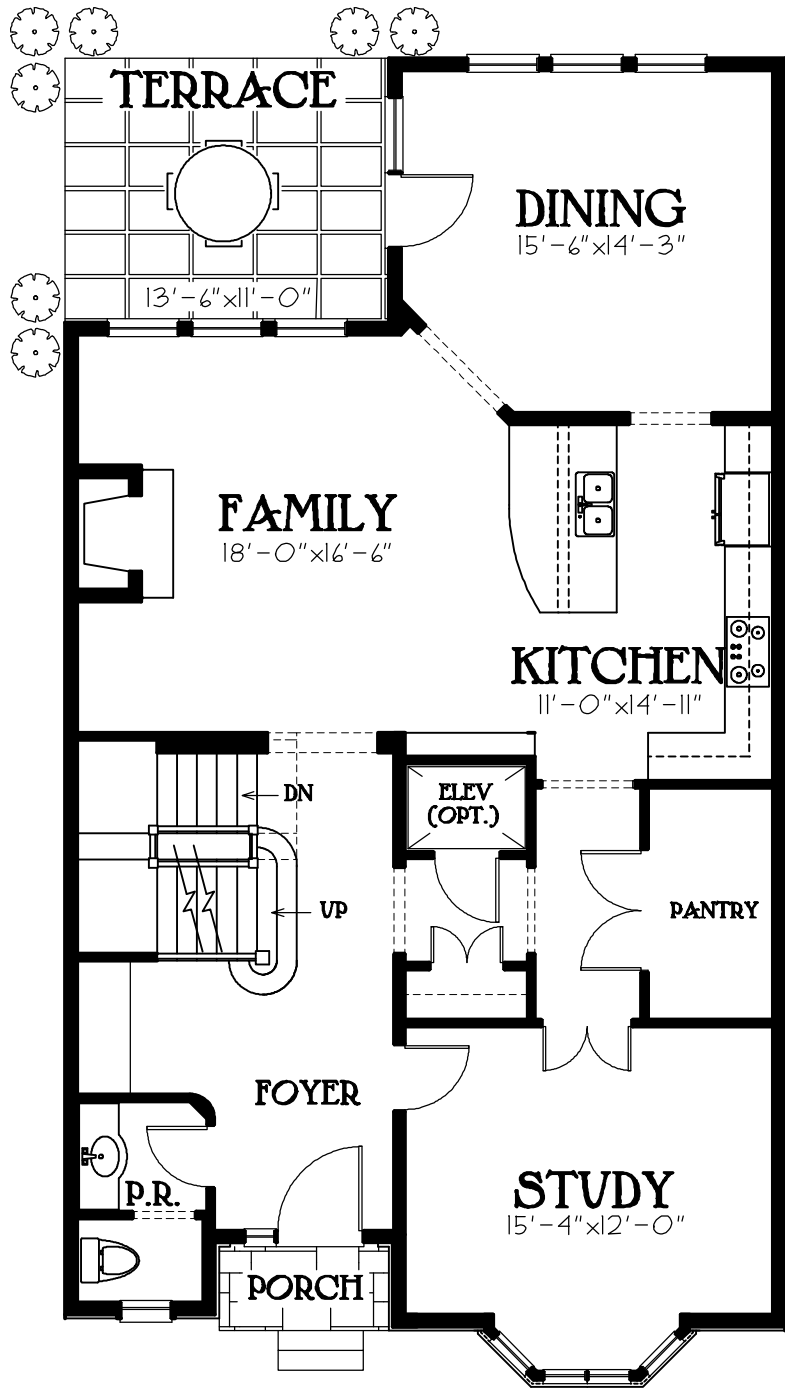 TERRACE
DINING
15'-6"x14'-3"
13'-6"x11'-0"
FAMILY
18'-0"x16'-6"
KITCHEN
11'-0"x14'-11"
DN
ELEV
(OPT.)
UP
PANTRY
FOYER
P.R.
STUDY
15'-4"x12'-0"
PORCH